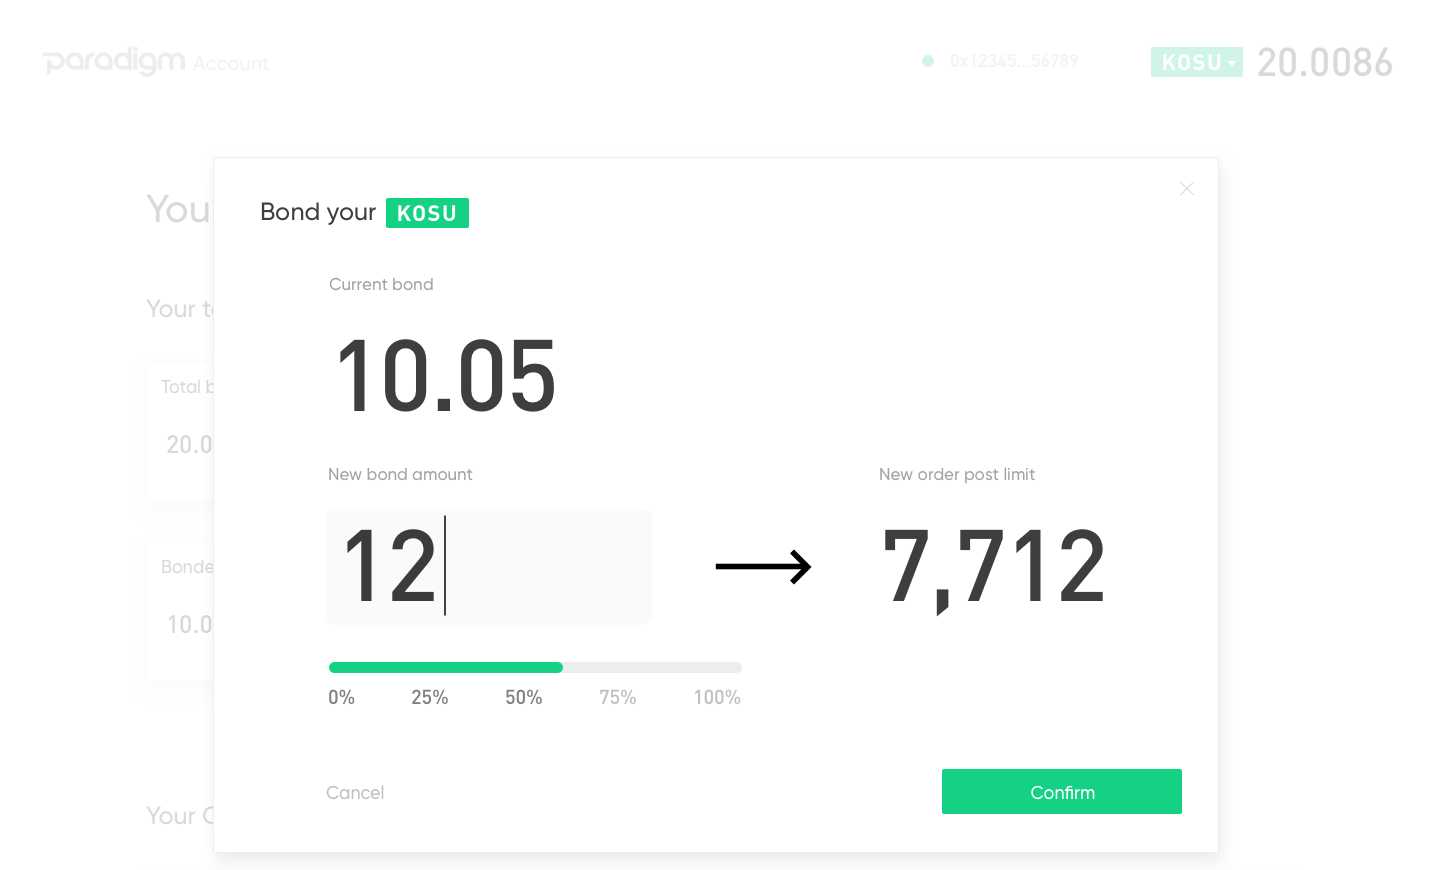 paradigm Account
0x12345...56789
KOSU 20.0086
You
Bond your KOSU
Current bond
Your t
10.05
Total b
20.0
New bond amount
New order post limit
12
7,712
Bonde
10.0
0% 25% 50% 75% 100%
Cancel
Confirm
Your